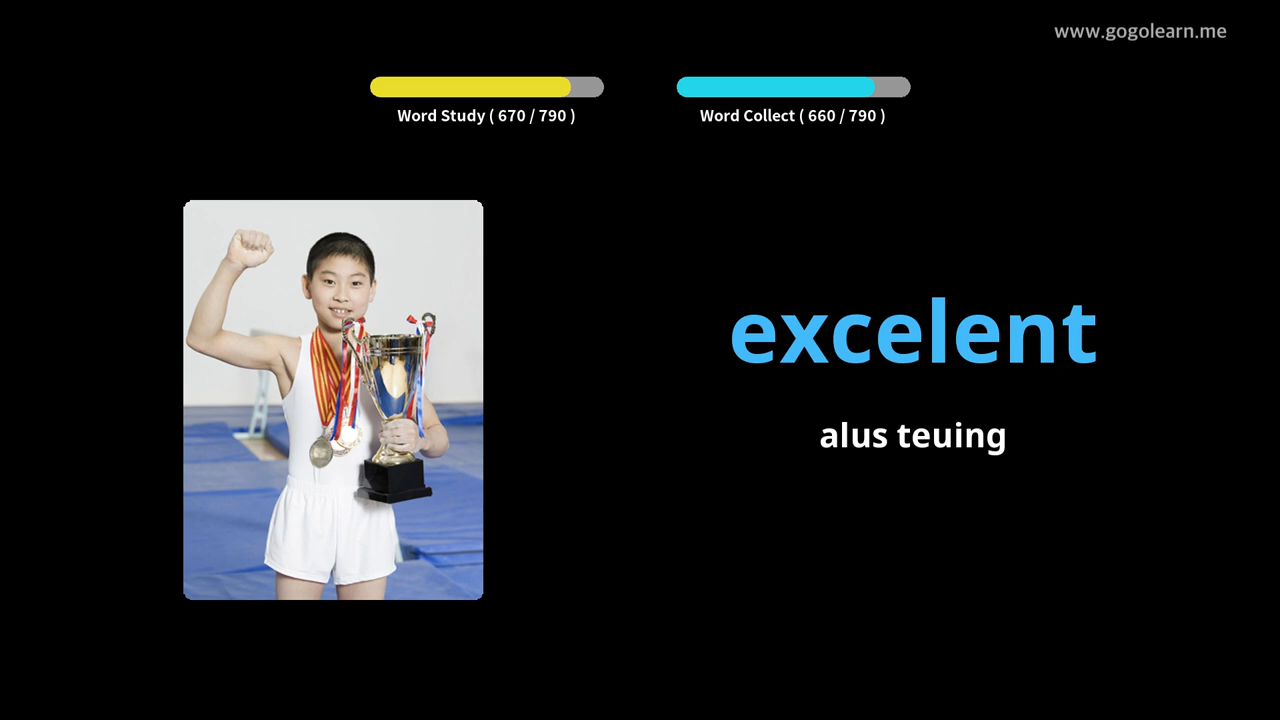 www.gogolearn.me
Word Study ( 670 / 790 )
Word Collect ( 660 / 790 )
excelent
alus teuing